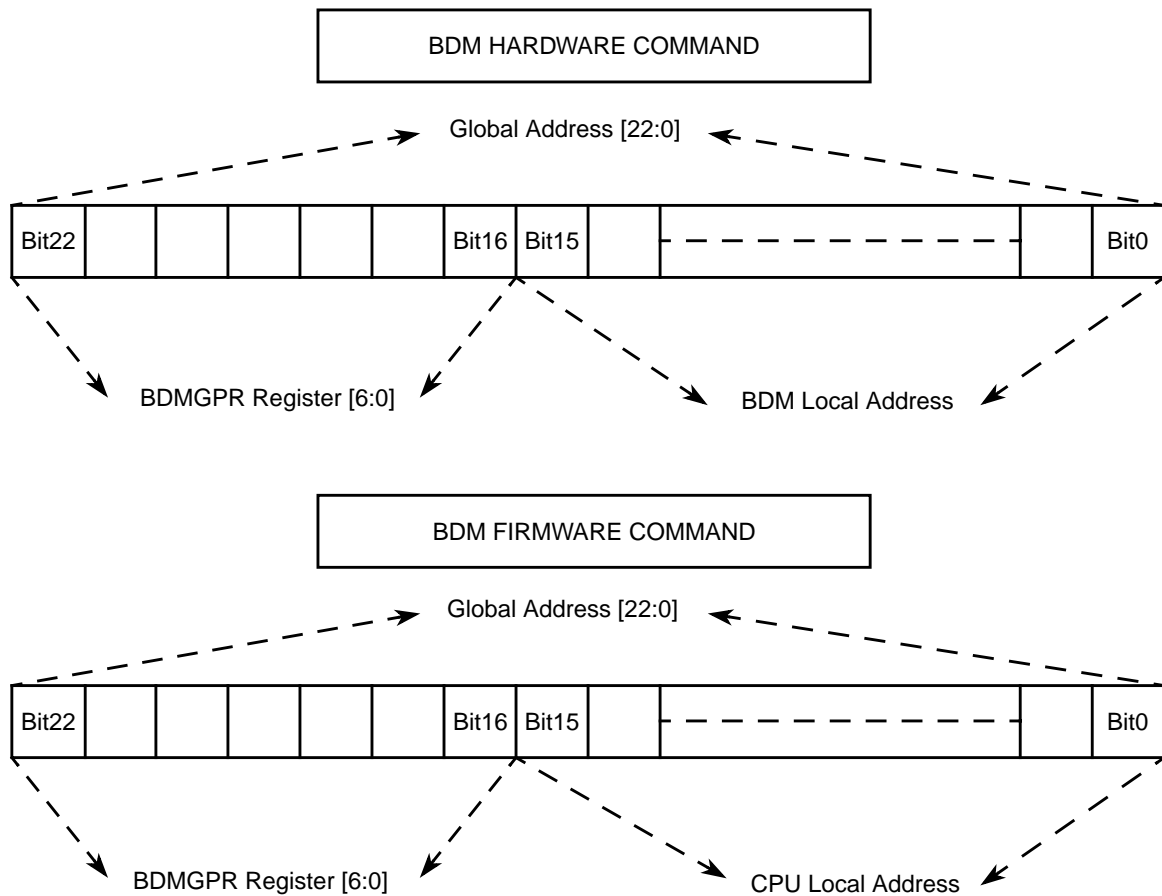 BDM HARDWARE COMMAND
Global Address [22:0]
Bit22 Bit16 Bit15 Bit0
BDMGPR Register [6:0] BDM Local Address
BDM FIRMWARE COMMAND
Global Address [22:0]
Bit22 Bit16 Bit15 Bit0
BDMGPR Register [6:0] CPU Local Address